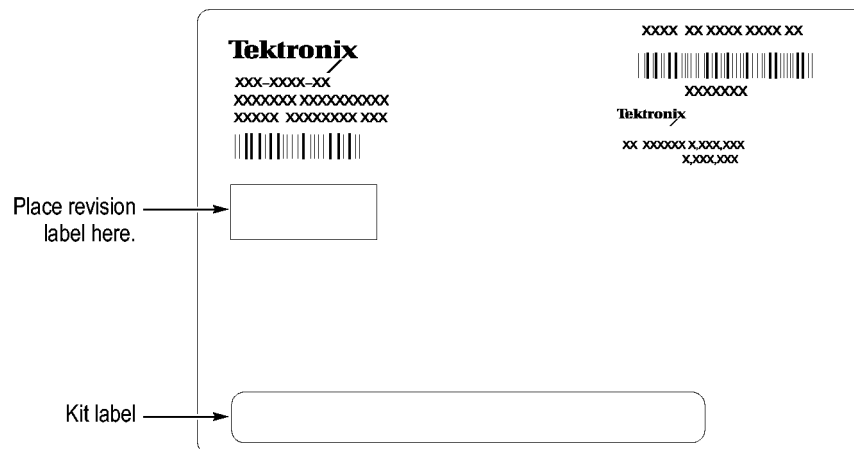 Tektronix
XXX–XXXX–XX
XXXXXXX XXXXXXXXXX
XXXXX XXXXXXXX XXX
XXXX XX XXXX XXXX XX
XXXXXXX
Tektronix
XX XXXXXX X,XXX,XXX
X,XXX,XXX
Place revision
label here.
Kit label